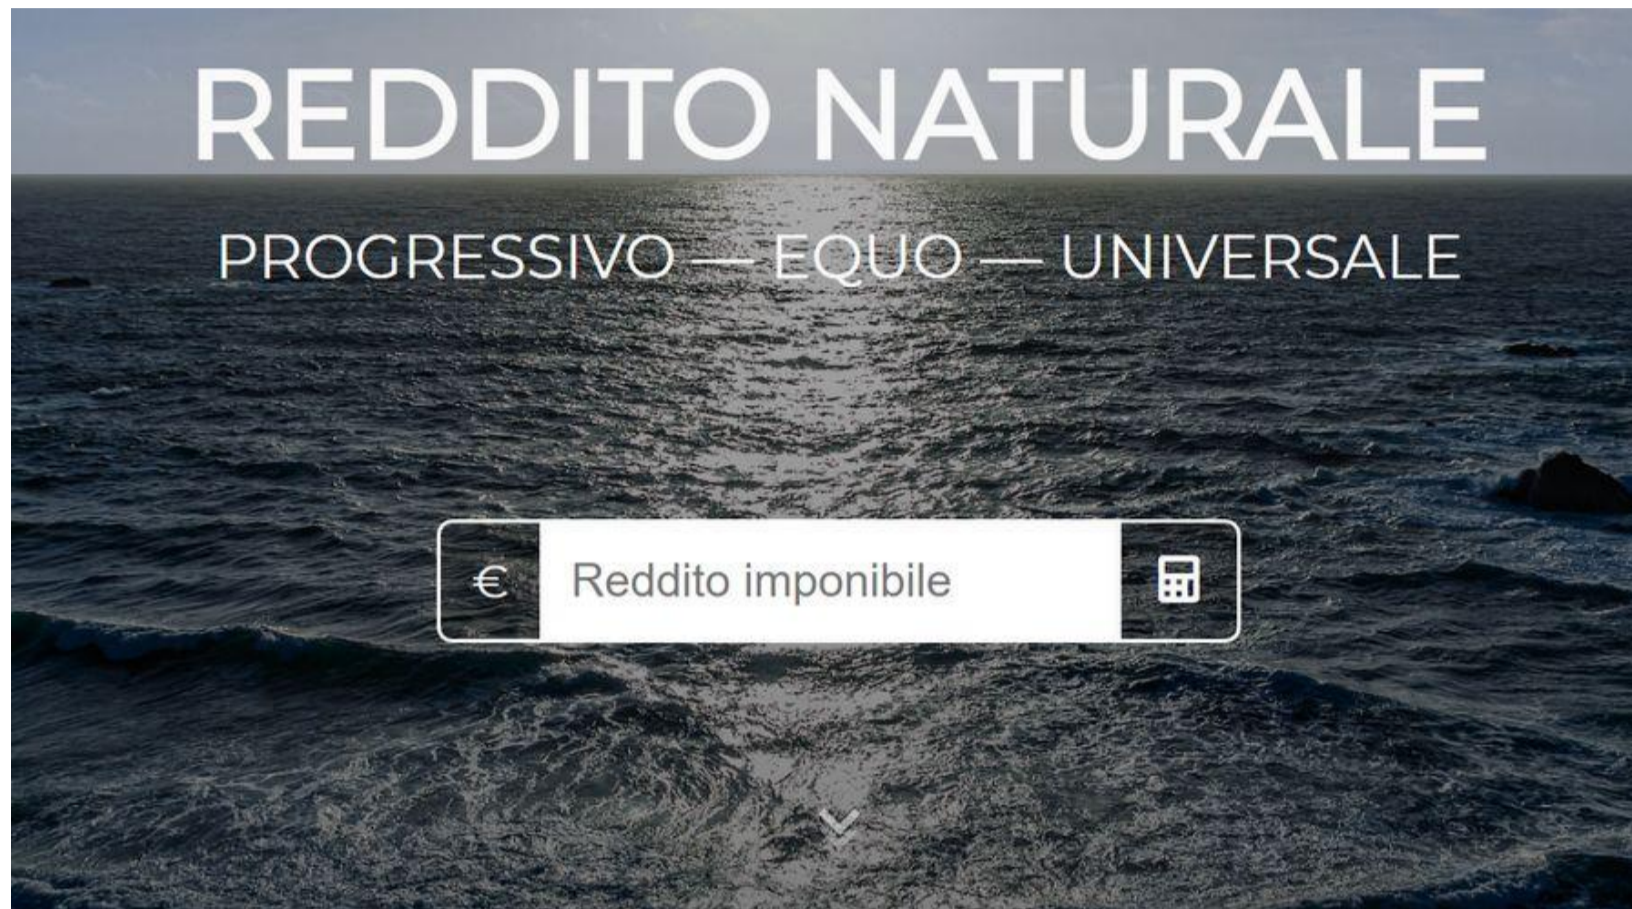 REDDITO NATURALE
PROGRESSIVO — EQUO — UNIVERSALE
€ Reddito imponibile